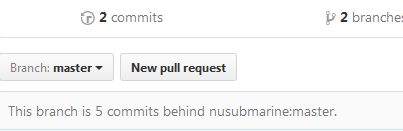 2 commits
2 branches
Branch: master
New pull request
This branch is 5 commits behind nusubmarine:master.